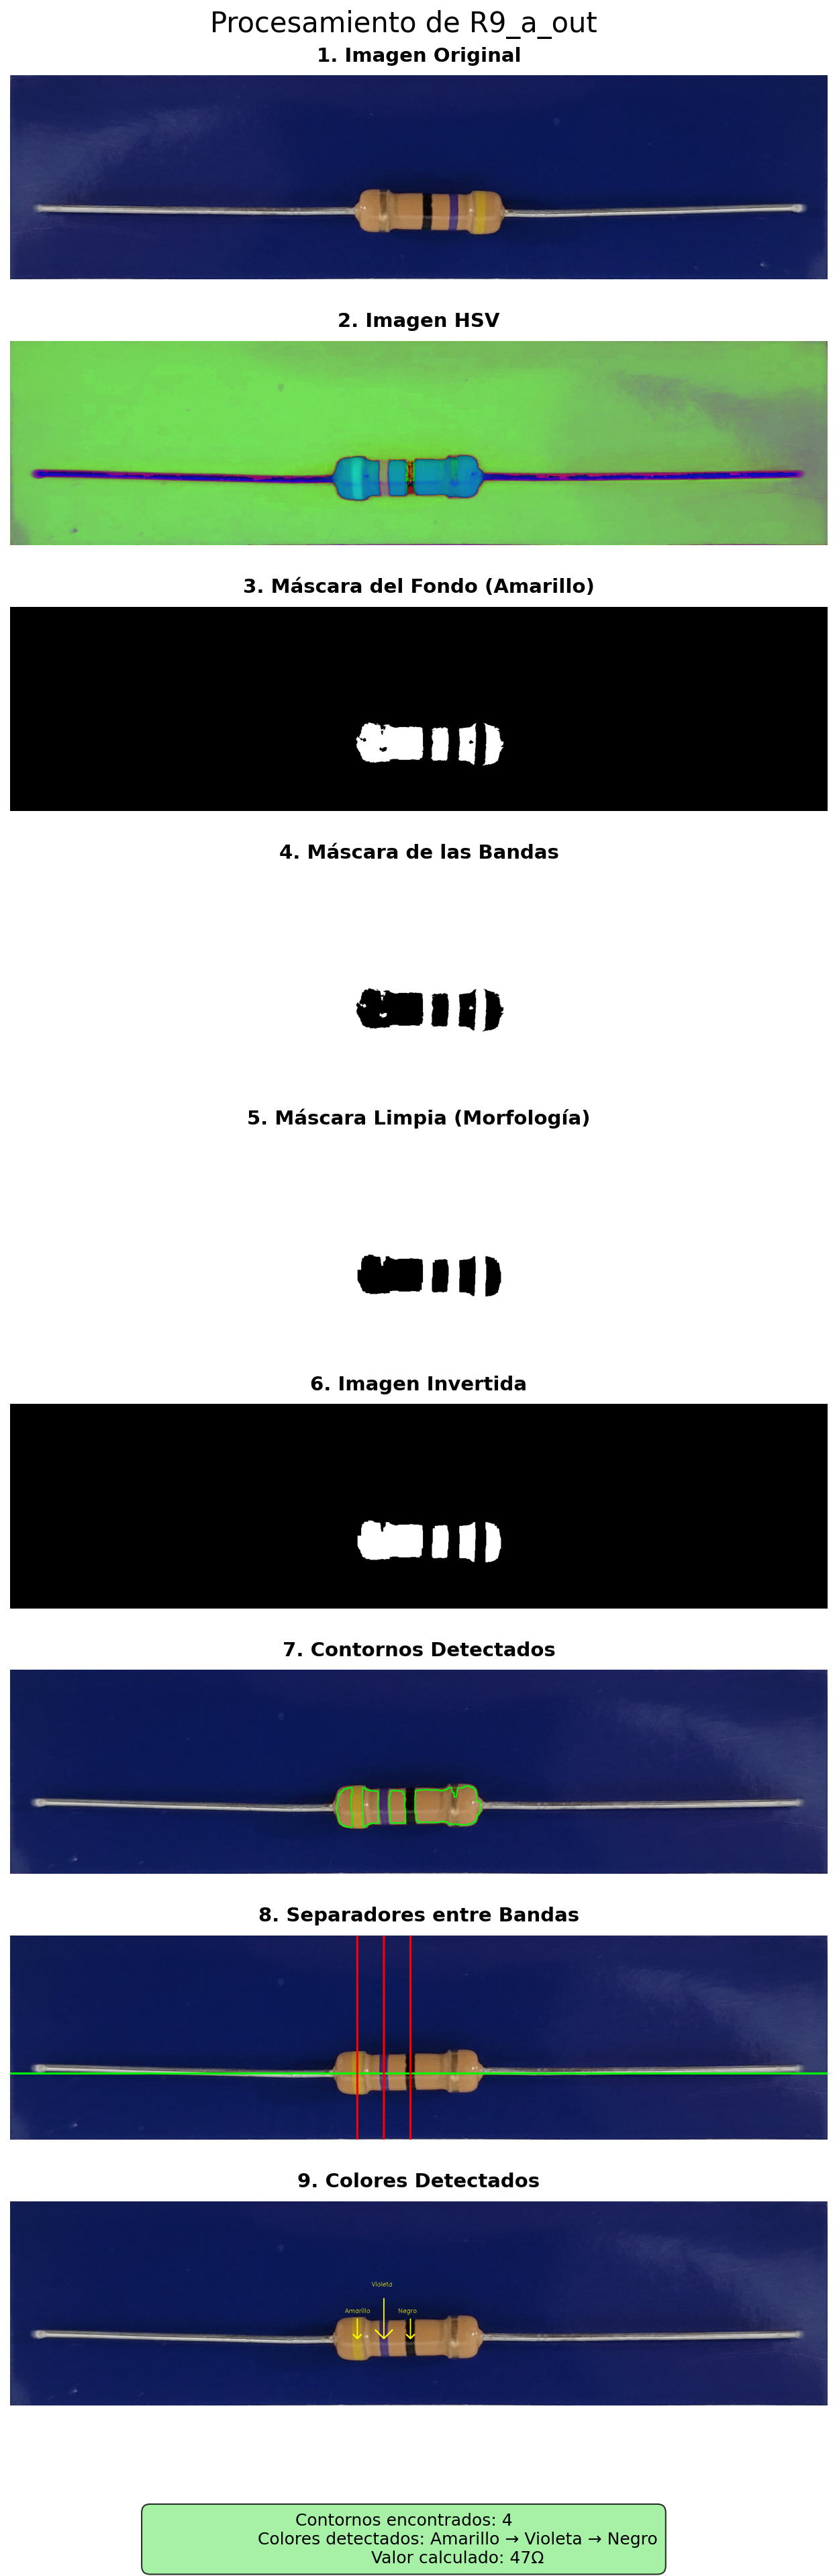 Procesamiento de R9_a_out
1. Imagen Original
2. Imagen HSV
3. Máscara del Fondo (Amarillo)
4. Máscara de las Bandas
5. Máscara Limpia (Morfología)
6. Imagen Invertida
7. Contornos Detectados
8. Separadores entre Bandas
9. Colores Detectados
Violeta
Amarillo Negro
Contornos encontrados: 4
Colores detectados: Amarillo → Violeta → Negro
Valor calculado: 47Ω